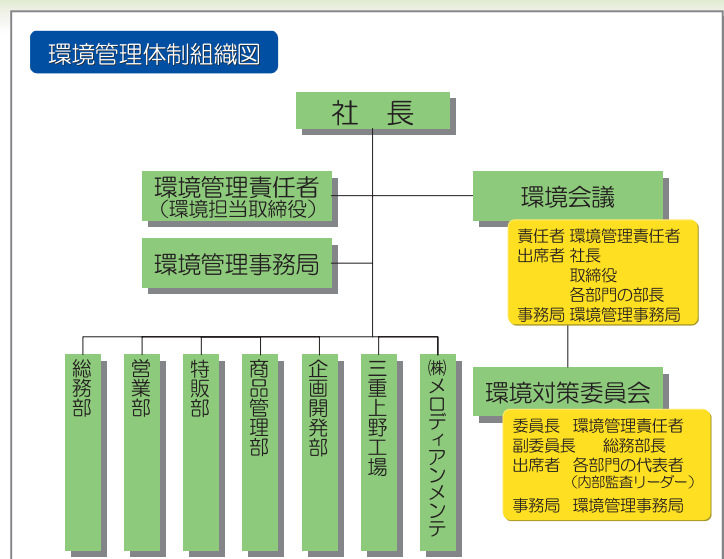 環境管理体制組織図
社 長
環境管理責任者
(環境担当取締役)
環境会議
責任者 環境管理責任者
出席者 社長
取締役
各部門の部長
事務局 環境管理事務局
環境管理事務局
総務部
営業部
特販部
商品管理部
企画開発部
三重上野工場
㈱メロディアンメンテ
環境対策委員会
委員長 環境管理責任者
副委員長 総務部長
出席者 各部門の代表者
(内部監査リーダー)
事務局 環境管理事務局